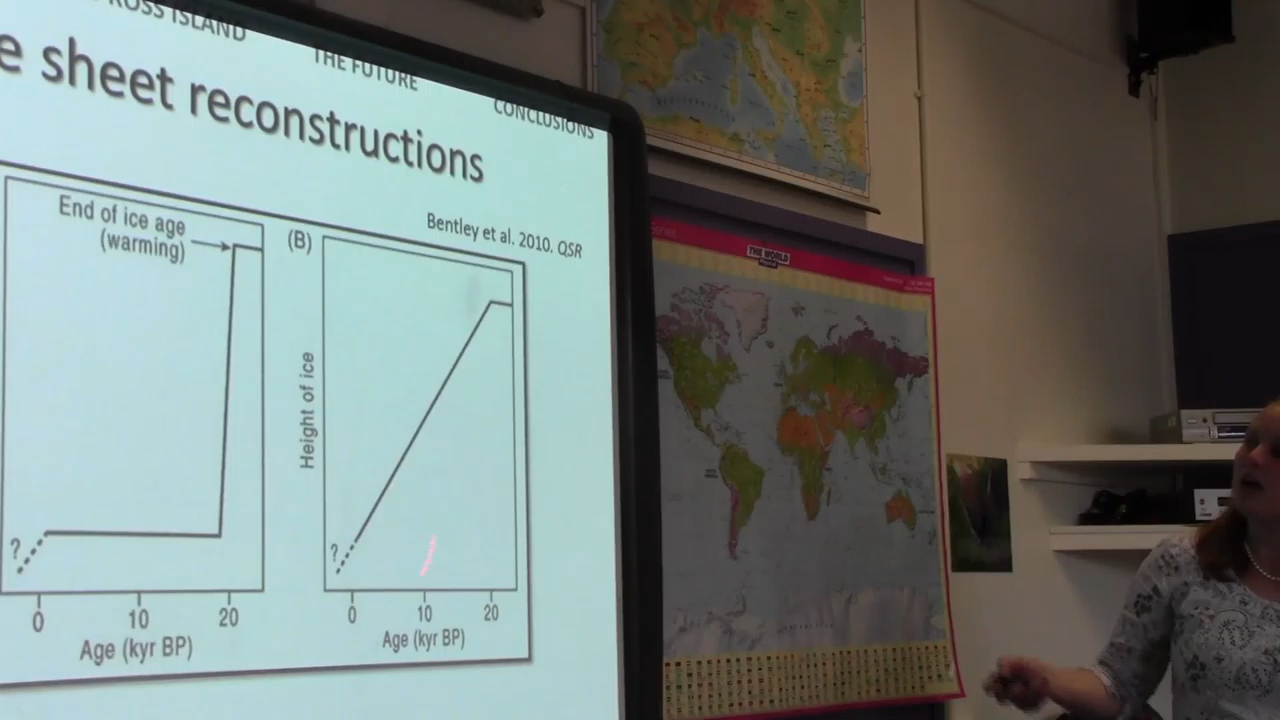 ROSS ISLAND
THE FUTURE
CONCLUSIONS
e sheet reconstructions
Bentley et al. 2010. QSR
End of ice age
(warming)
?
0 10 20
Age (kyr BP)
(B)
Height of ice
?
0 10 20
Age (kyr BP)
THE WORLD